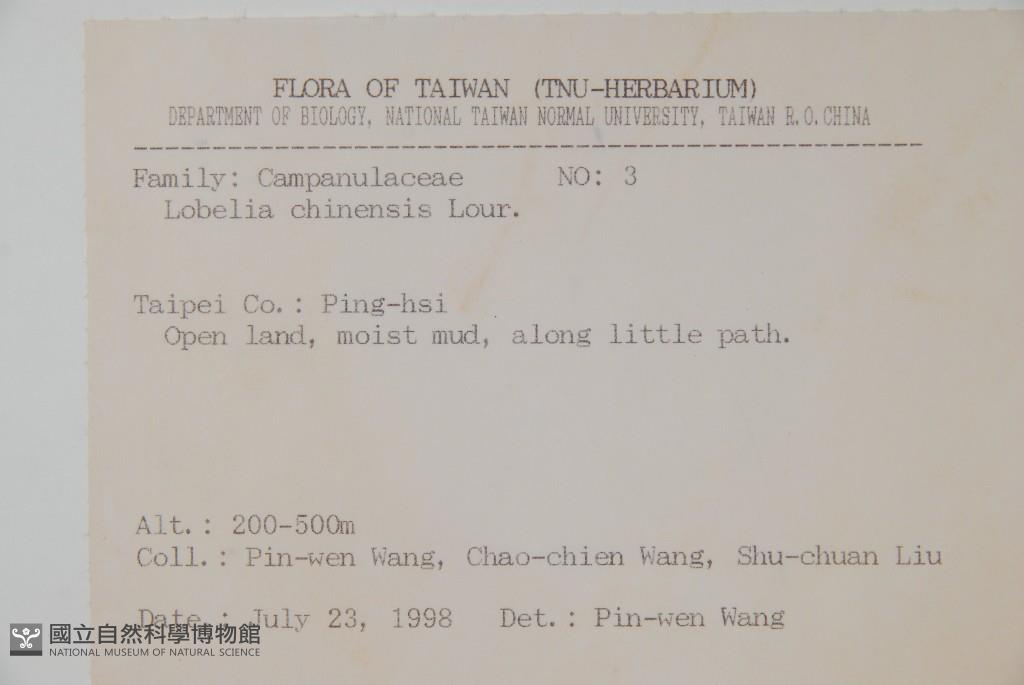 FLORA OF TAIWAN (TNU-HERBARIUM)
DEPARTMENT OF BIOLOGY, NATIONAL TAIWAN NORMAL UNIVERSITY, TAIWAN R.O.CHINA
Family: Campanulaceae NO: 3
Lobelia chinensis Lour.
Taipei Co.: Ping-hsi
Open land, moist mud, along little path.
Alt.: 200-500m
Coll.: Pin-wen Wang, Chao-chien Wang, Shu-chuan Liu
Date.: July 23, 1998 Det.: Pin-wen Wang
國立自然科學博物館
NATIONAL MUSEUM OF NATURAL SCIENCE